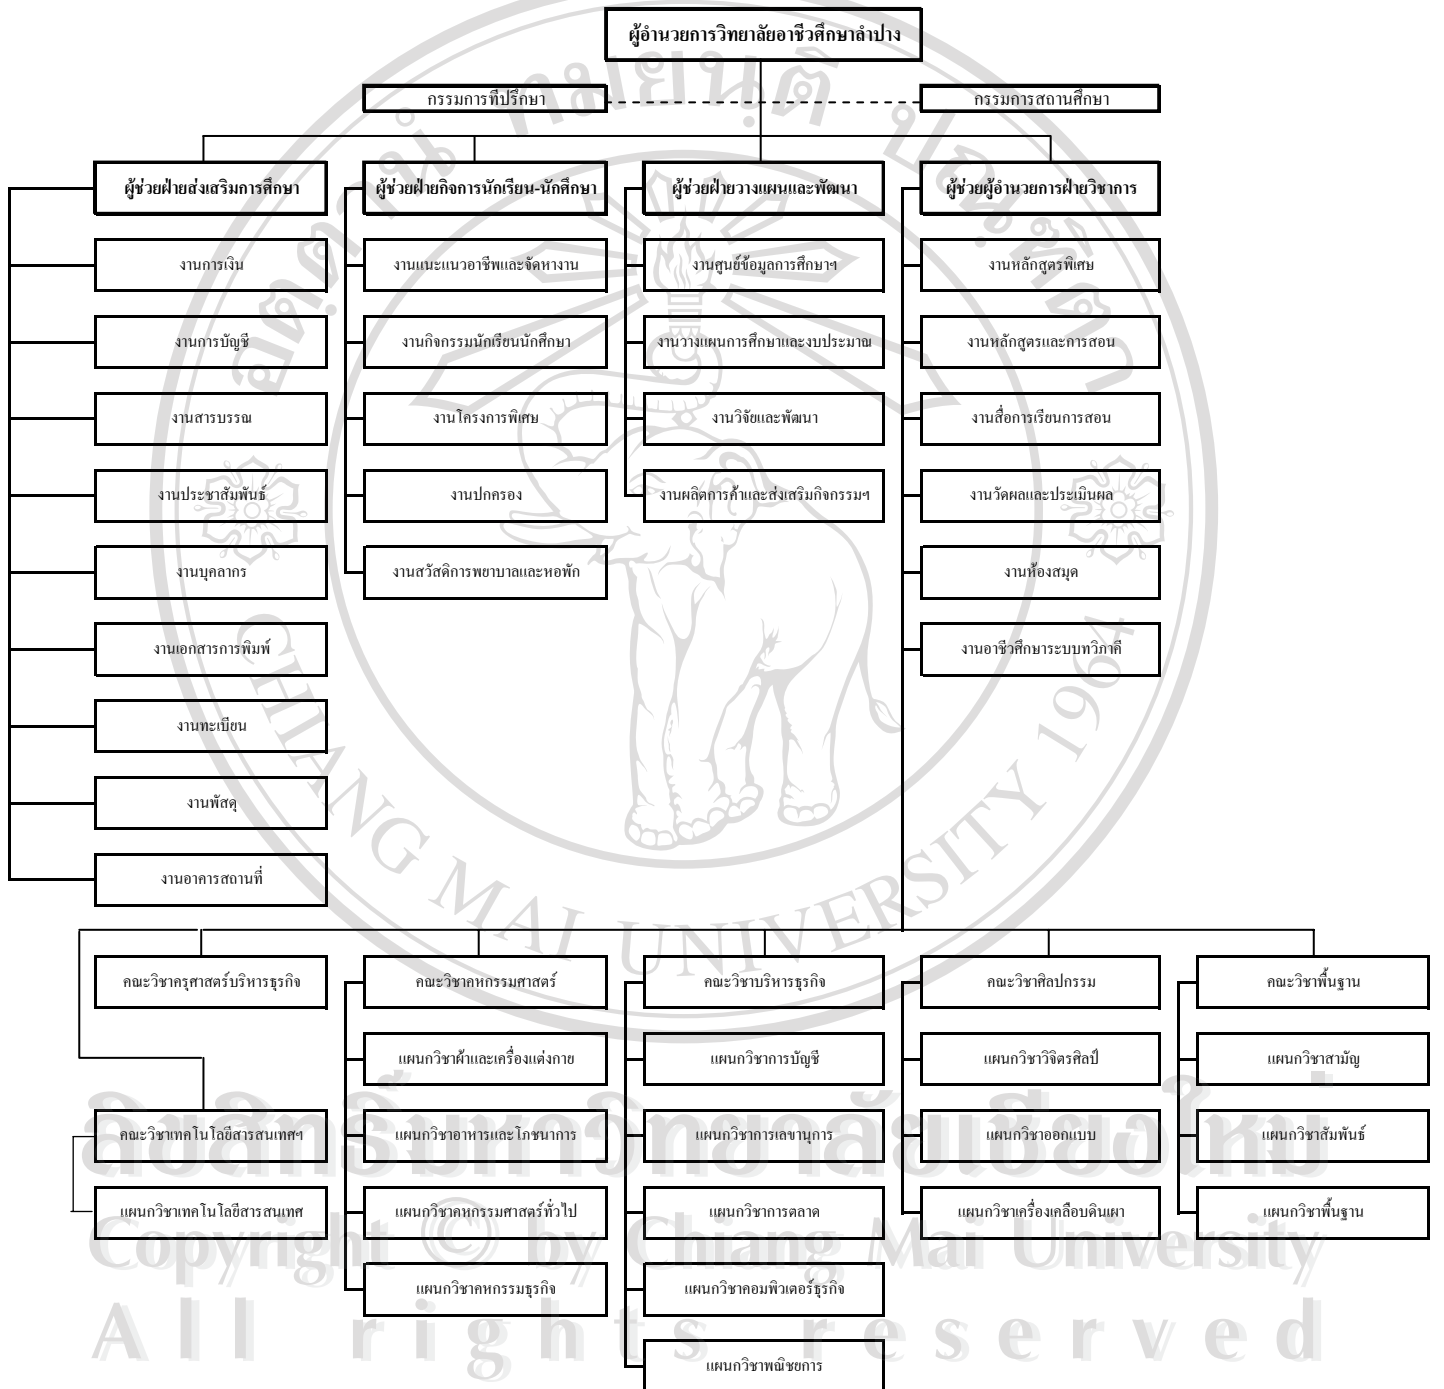 ผู้อำนวยการวิทยาลัยอาชีวศึกษาลำปาง
กรรมการที่ปรึกษา
กรรมการสถานศึกษา
ผู้ช่วยฝ่ายส่งเสริมการศึกษา
ผู้ช่วยฝ่ายกิจการนักเรียน-นักศึกษา
ผู้ช่วยฝ่ายวางแผนและพัฒนา
ผู้ช่วยผู้อำนวยการฝ่ายวิชาการ
งานการเงิน
งานแนะแนวอาชีพและจัดหางาน
งานศูนย์ข้อมูลการศึกษาฯ
งานหลักสูตรพิเศษ
งานการบัญชี
งานกิจกรรมนักเรียนนักศึกษา
งานวางแผนการศึกษาและงบประมาณ
งานหลักสูตรและการสอน
งานสารบรรณ
งานโครงการพิเศษ
งานวิจัยและพัฒนา
งานสื่อการเรียนการสอน
งานประชาสัมพันธ์
งานปกครอง
งานผลิตการค้าและส่งเสริมกิจกรรมฯ
งานวัดผลและประเมินผล
งานบุคลากร
งานสวัสดิการพยาบาลและหอพัก
งานห้องสมุด
งานเอกสารการพิมพ์
งานอาชีวศึกษาระบบทวิภาคี
งานทะเบียน
งานพัสดุ
งานอาคารสถานที่
คณะวิชาครุศาสตร์บริหารธุรกิจ
คณะวิชาคหกรรมศาสตร์
คณะวิชาบริหารธุรกิจ
คณะวิชาศิลปกรรม
คณะวิชาพื้นฐาน
แผนกวิชาผ้าและเครื่องแต่งกาย
แผนกวิชาการบัญชี
แผนกวิชาวิจิตรศิลป์
แผนกวิชาสามัญ
คณะวิชาเทคโนโลยีสารสนเทศฯ
แผนกวิชาอาหารและโภชนาการ
แผนกวิชาการเลขานุการ
แผนกวิชาออกแบบ
แผนกวิชาสัมพันธ์
แผนกวิชาเทคโนโลยีสารสนเทศ
แผนกวิชาคหกรรมศาสตร์ทั่วไป
แผนกวิชาการตลาด
แผนกวิชาเครื่องเคลือบดินเผา
แผนกวิชาพื้นฐาน
แผนกวิชาคหกรรมธุรกิจ
แผนกวิชาคอมพิวเตอร์ธุรกิจ
แผนกวิชาพณิชยการ
CHIANG MAI UNIVERSITY 1964
ลิขสิทธิ์มหาวิทยาลัยเชียงใหม่
Copyright © by Chiang Mai University
All rights reserved